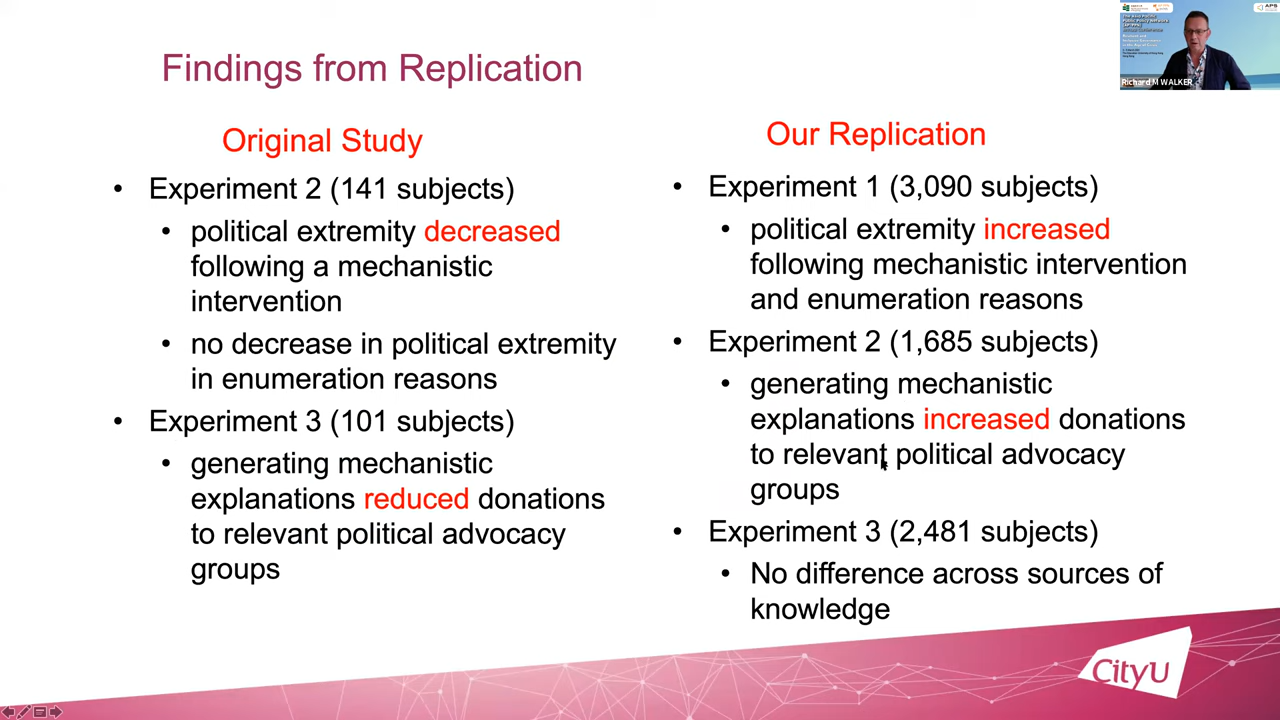 Findings from Replication
Original Study
• Experiment 2 (141 subjects)
• political extremity decreased
following a mechanistic
intervention
• no decrease in political extremity
in enumeration reasons
• Experiment 3 (101 subjects)
• generating mechanistic
explanations reduced donations
to relevant political advocacy
groups
Our Replication
• Experiment 1 (3,090 subjects)
• political extremity increased
following mechanistic intervention
and enumeration reasons
• Experiment 2 (1,685 subjects)
• generating mechanistic
explanations increased donations
to relevant political advocacy
groups
• Experiment 3 (2,481 subjects)
• No difference across sources of
knowledge
CityU
APS
Richard M WALKER